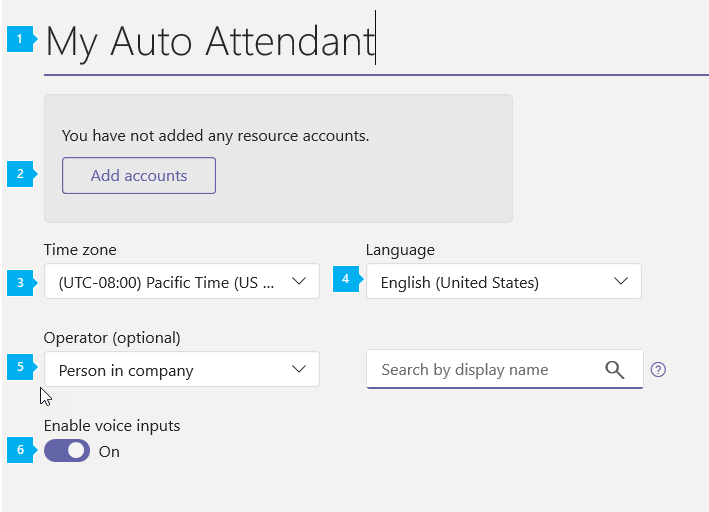 1 My Auto Attendant
You have not added any resource accounts.
2 Add accounts
Time zone Language
3 (UTC-08:00) Pacific Time (US ... 4 English (United States)
Operator (optional)
5 Person in company Search by display name ?
Enable voice inputs
6 On